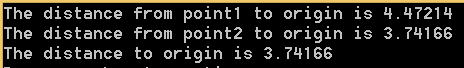 The distance from point1 to origin is 4.47214
The distance from point2 to origin is 3.74166
The distance to origin is 3.74166